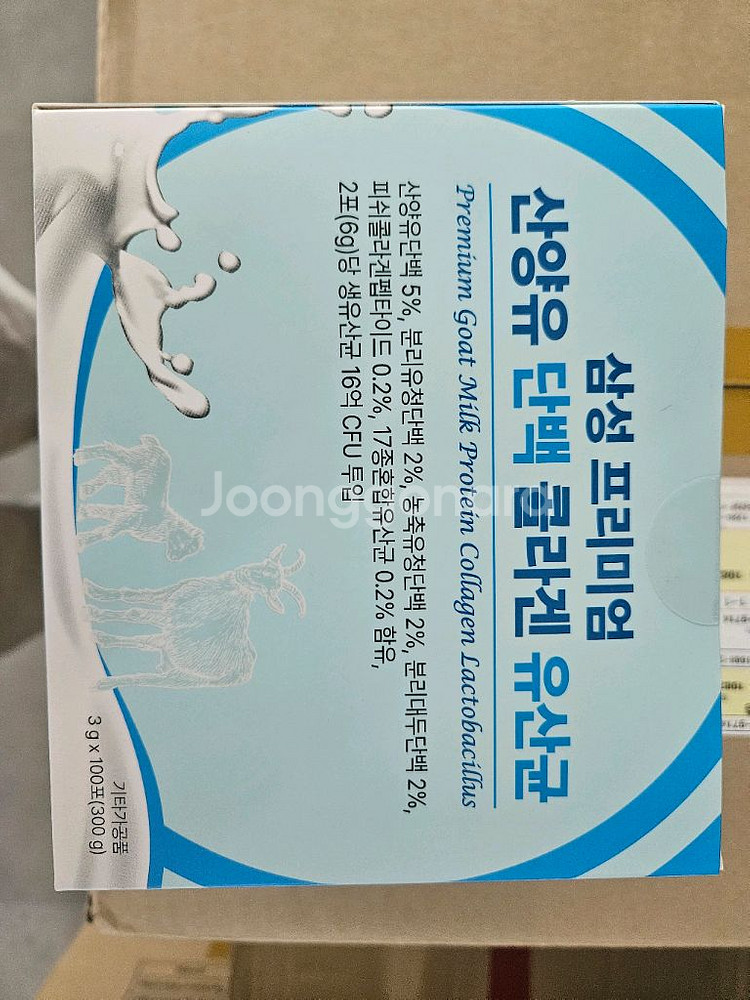 삼성 프리미엄
산양유 단백 콜라겐 유산균
Premium Goat Milk Protein Collagen Lactobacillus
산양유단백 5%, 분리유청단백 2%, 농축유청단백 2%, 분리대두단백 2%,
피쉬콜라겐펩타이드 0.2%, 17종혼합유산균 0.2% 함유,
2포(6g)당 생유산균 16억 CFU 투입
기타가공품
3 g x 100포(300 g)
Joonggonara